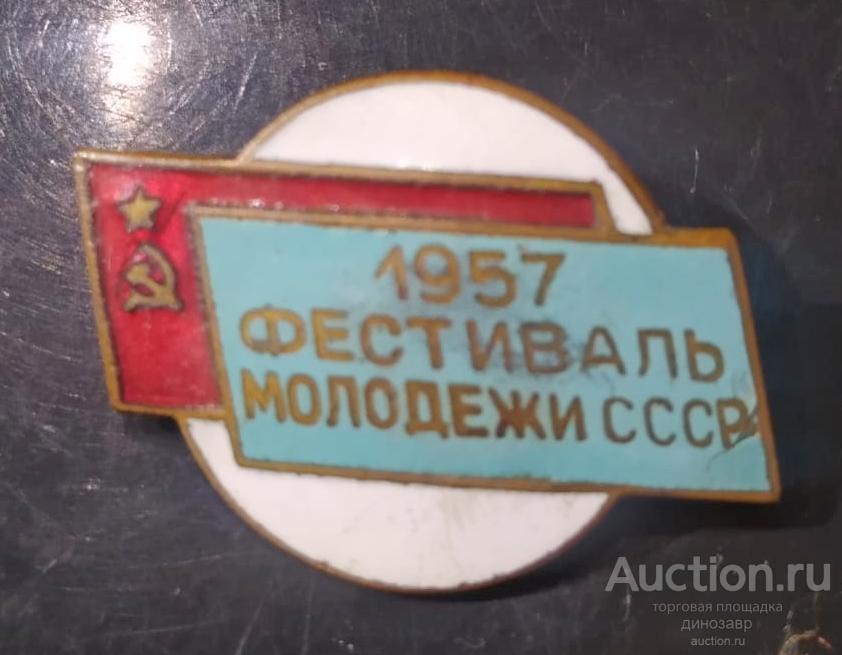 1957
ФЕСТИВАЛЬ
МОЛОДЕЖИ СССР
Auction.ru
торговая площадка
динозавр
auction.ru